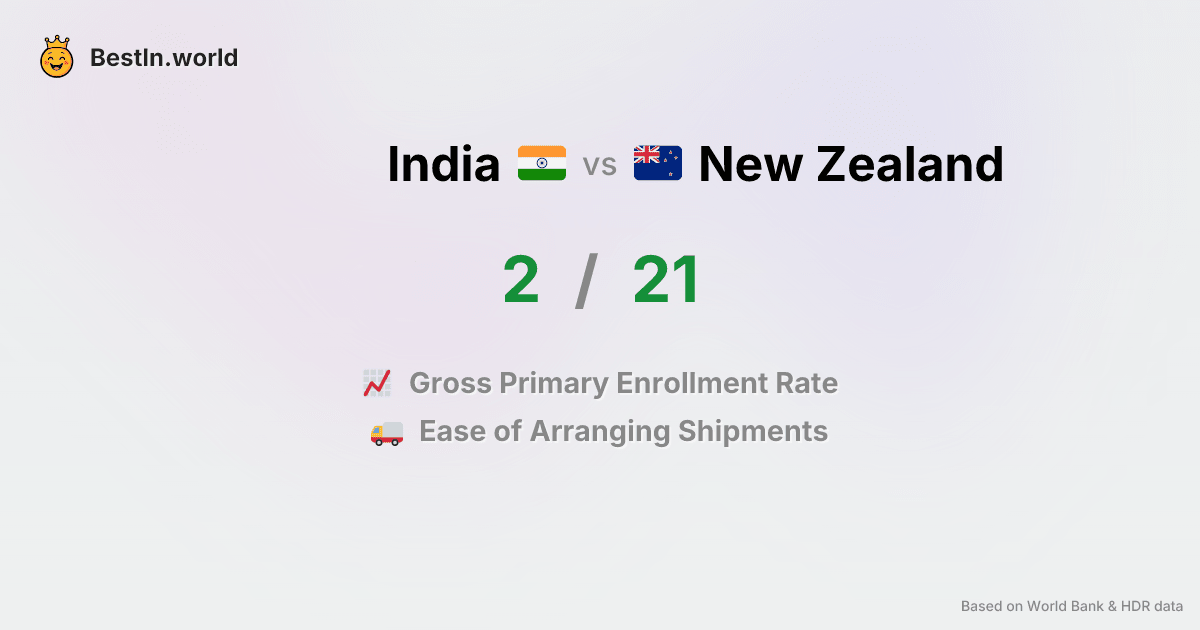 BestIn.world
India vs New Zealand
2 / 21
Gross Primary Enrollment Rate
Ease of Arranging Shipments
Based on World Bank & HDR data